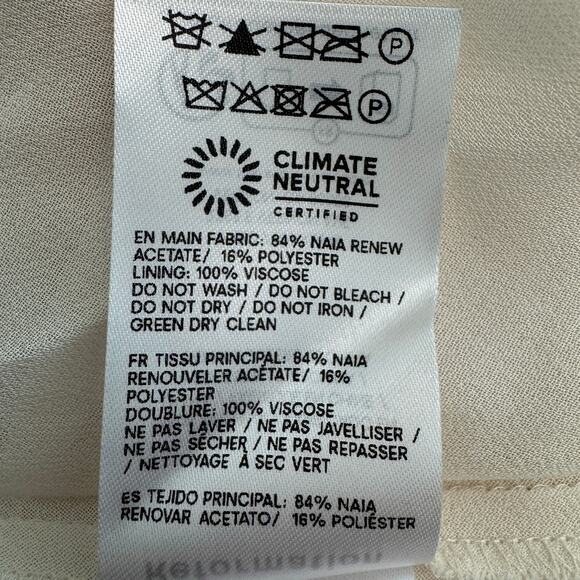 P
P
CLIMATE
NEUTRAL
CERTIFIED
EN MAIN FABRIC: 84% NAIA RENEW
ACETATE/ 16% POLYESTER
LINING: 100% VISCOSE
DO NOT WASH / DO NOT BLEACH /
DO NOT DRY / DO NOT IRON /
GREEN DRY CLEAN
FR TISSU PRINCIPAL: 84% NAIA
RENOUVELER ACÉTATE/ 16%
POLYESTER
DOUBLURE: 100% VISCOSE
NE PAS LAVER / NE PAS JAVELLISER /
NE PAS SÉCHER / NE PAS REPASSER
/ NETTOYAGE À SEC VERT
ES TEJIDO PRINCIPAL: 84% NAIA
RENOVAR ACETATO/ 16% POLIÉSTER
Reformation